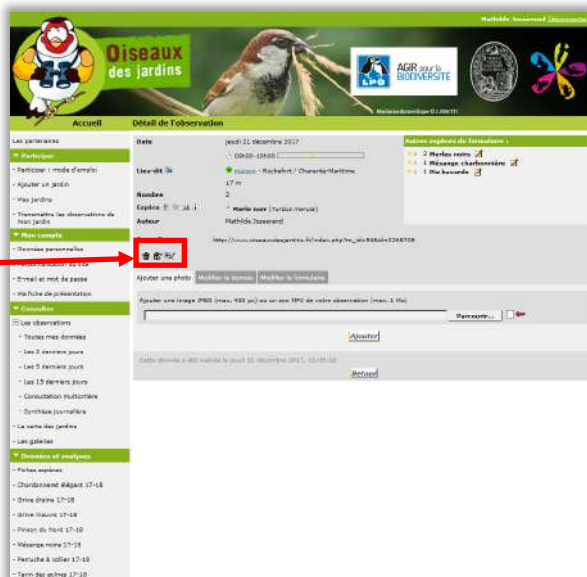 Mathilde Josserand
Oiseaux
des jardins
LPO
AGIR pour la
BIODIVERSITÉ
Accueil
Détail de l'observation
Les partenaires
Participer
- Participer : mode d'emploi
- Ajouter un jardin
- Mes jardins
- Transmettre les observations de
mon jardin
Mon compte
- Données personnelles
- E-mail et mot de passe
- Ma fiche de présentation
Consulter
Les observations
- Toutes mes données
- Les 2 derniers jours
- Les 5 derniers jours
- Les 15 derniers jours
- Consultation multicritère
- Synthèse journalière
- La carte des jardins
- Les galeries
Données et analyses
- Fiches espèces
- Chardonneret élégant 17-18
- Grive draine 17-18
- Grive mauvis 17-18
- Pinson du Nord 17-18
- Mésange noire 17-18
- Perruche à collier 17-18
- Tarin des aulnes 17-18
Date
jeudi 21 décembre 2017
09h00-10h00
Lieu-dit
maison - Rochefort / Charente-Maritime
17 m
Nombre
2
Espèce
Merle noir (Turdus merula)
Auteur
Mathilde Josserand
Autres espèces du formulaire :
2 Merles noirs
1 Mésange charbonnière
1 Pie bavarde
Ajouter une photo
Modifier la donnée
Modifier le formulaire
Ajouter une image JPEG (max. 450 px) ou un son MP3 de votre observation (max. 1 Mo)
Parcourir...
Ajouter
Retour